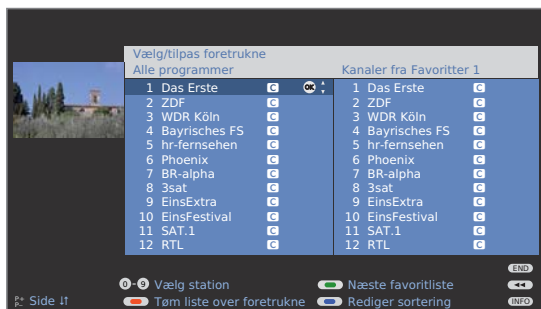 Vælg/tilpas foretrukne
Alle programmer Kanaler fra Favoritter 1
1 Das Erste C OK 1 Das Erste C
2 ZDF C 2 ZDF C
3 WDR Köln C 3 WDR Köln C
4 Bayrisches FS C 4 Bayrisches FS C
5 hr-fernsehen C 5 hr-fernsehen C
6 Phoenix C 6 Phoenix C
7 BR-alpha C 7 BR-alpha C
8 3sat C 8 3sat C
9 EinsExtra C 9 EinsExtra C
10 EinsFestival C 10 EinsFestival C
11 SAT.1 C 11 SAT.1 C
12 RTL C 12 RTL C
END
0-9 Vælg station Næste favoritliste
P+ P- Side Tøm liste over foretrukne Rediger sortering INFO